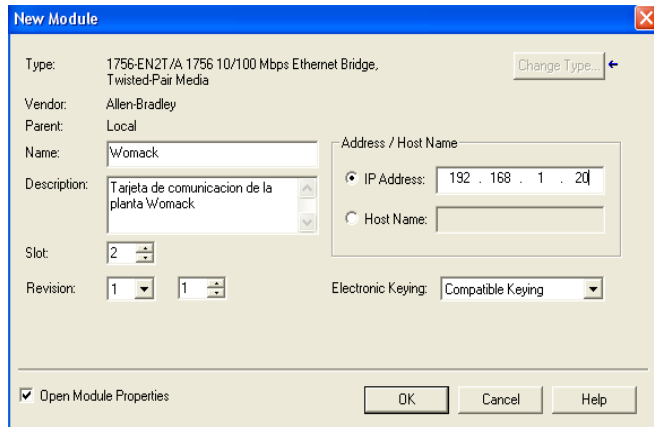 New Module
Type: 1756-EN2T/A 1756 10/100 Mbps Ethernet Bridge,
Twisted-Pair Media
Change Type...
Vendor: Allen-Bradley
Parent: Local
Name: Womack
Description: Tarjeta de comunicacion de la
planta Womack
Address / Host Name
IP Address: 192 . 168 . 1 . 20
Host Name:
Slot: 2
Revision: 1 1
Electronic Keying: Compatible Keying
Open Module Properties
OK Cancel Help